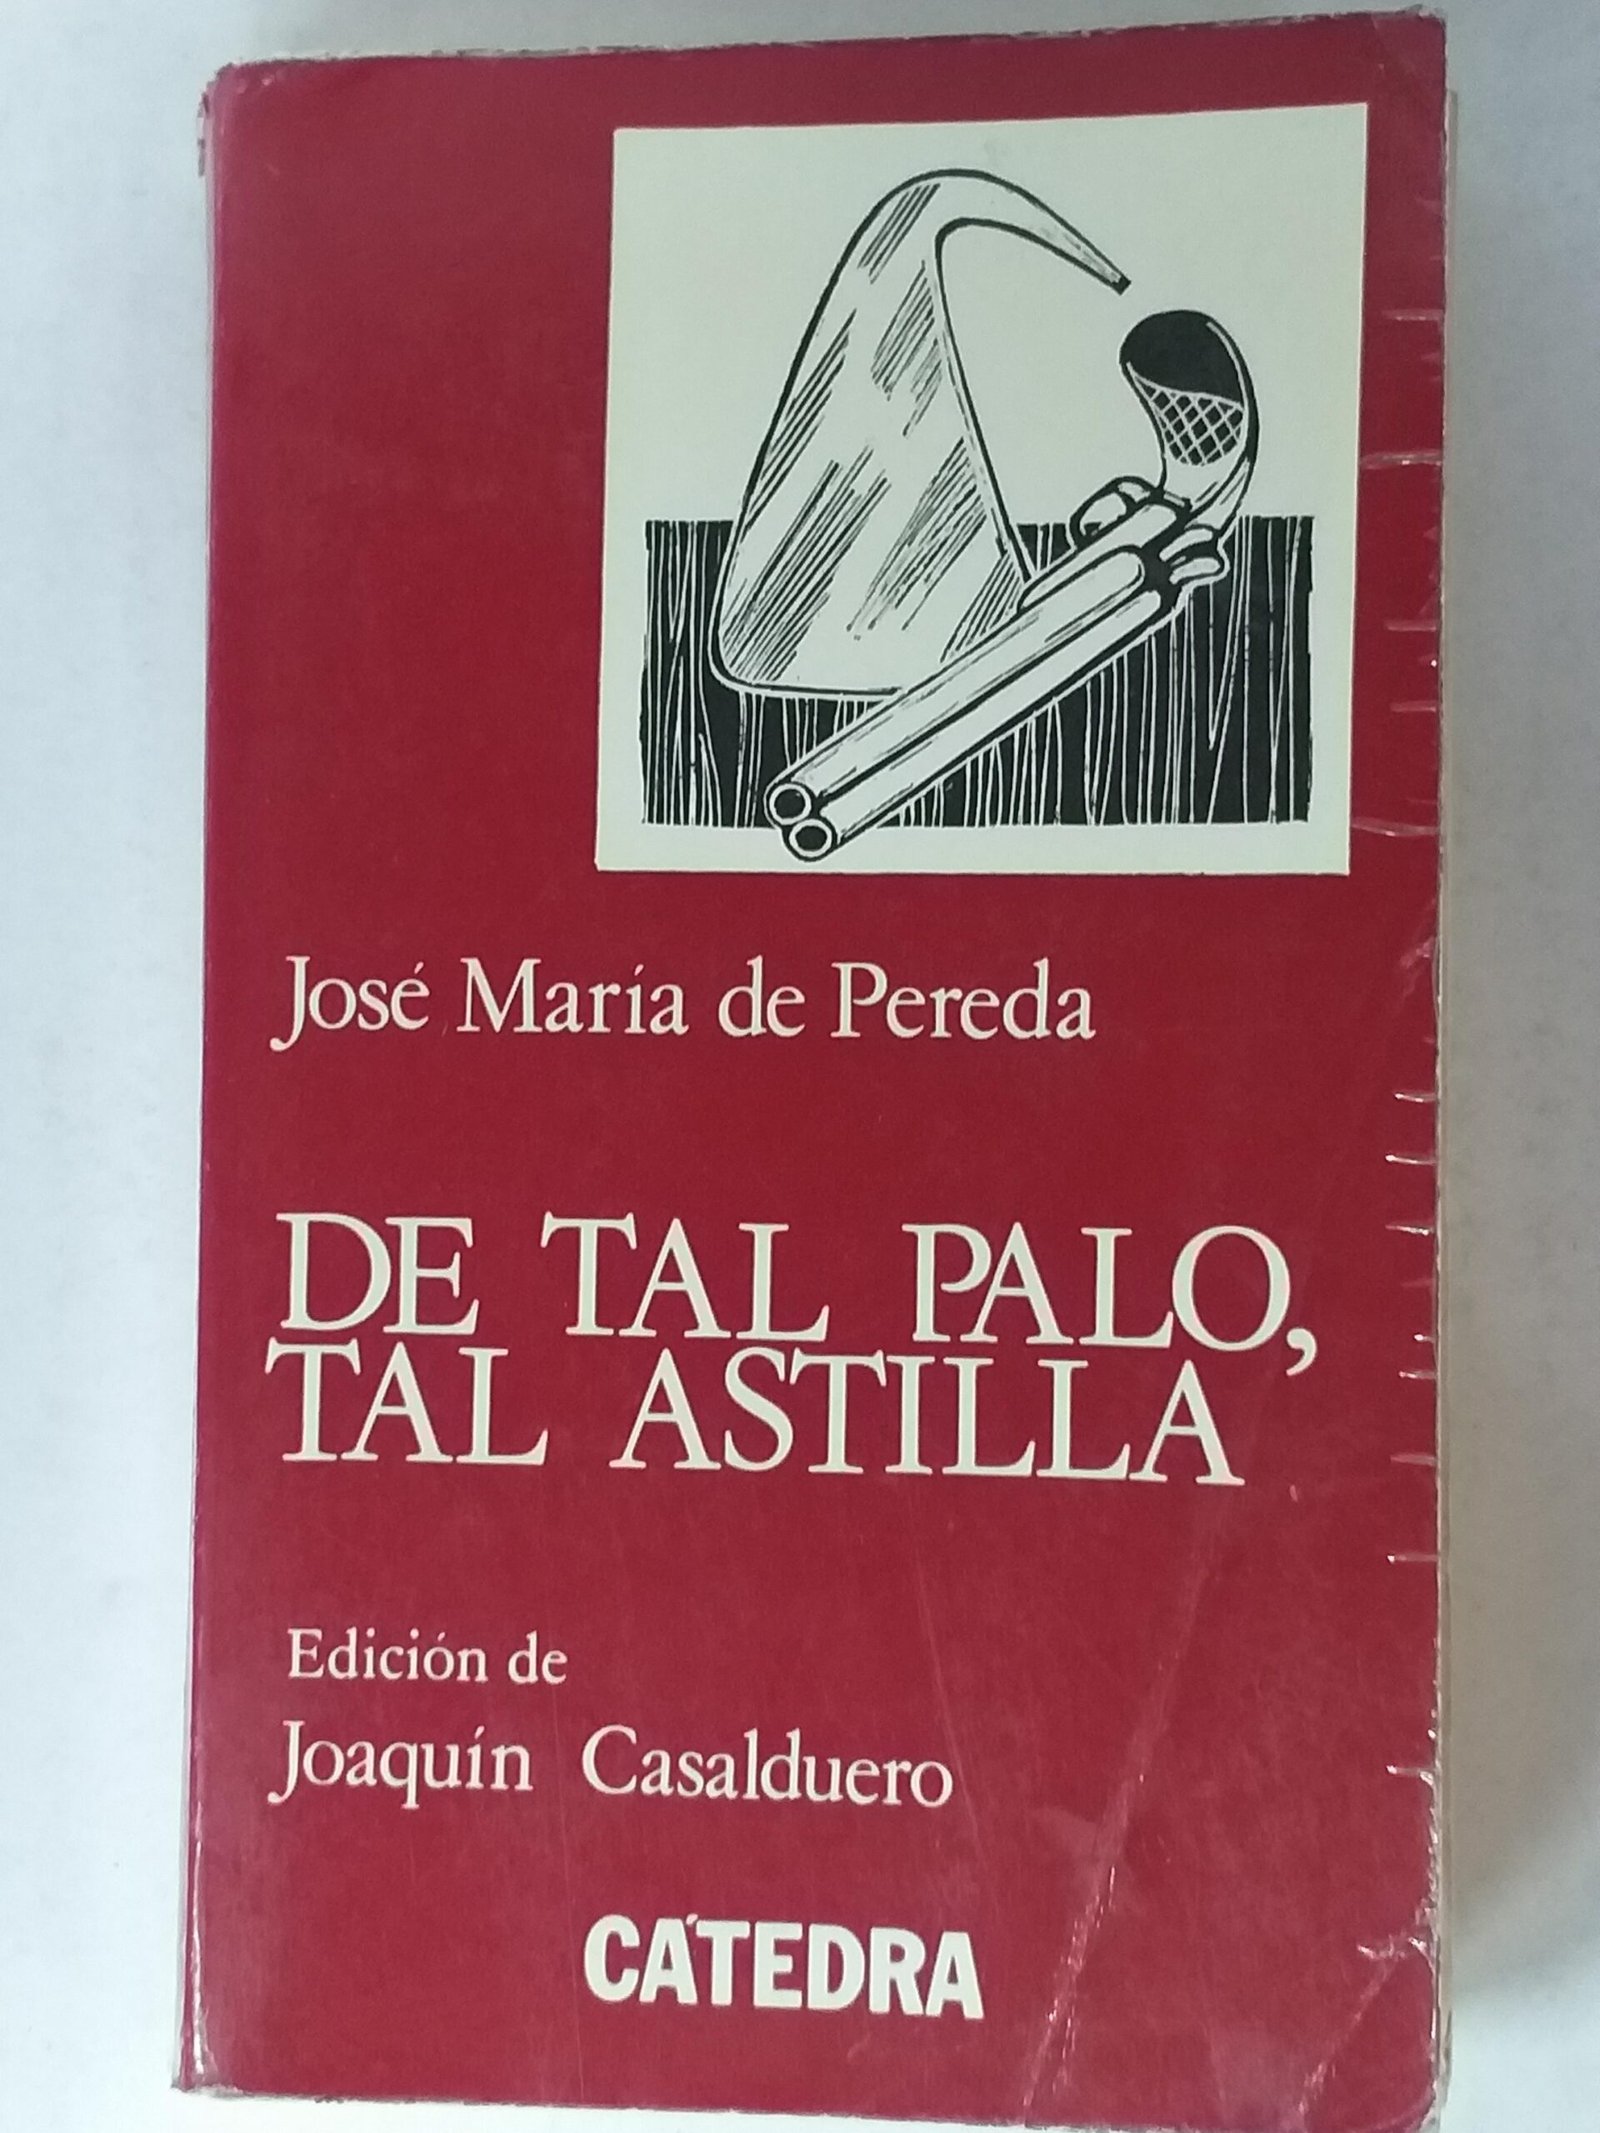 José María de Pereda
DE TAL PALO,
TAL ASTILLA
Edición de
Joaquín Casalduero
CÁTEDRA